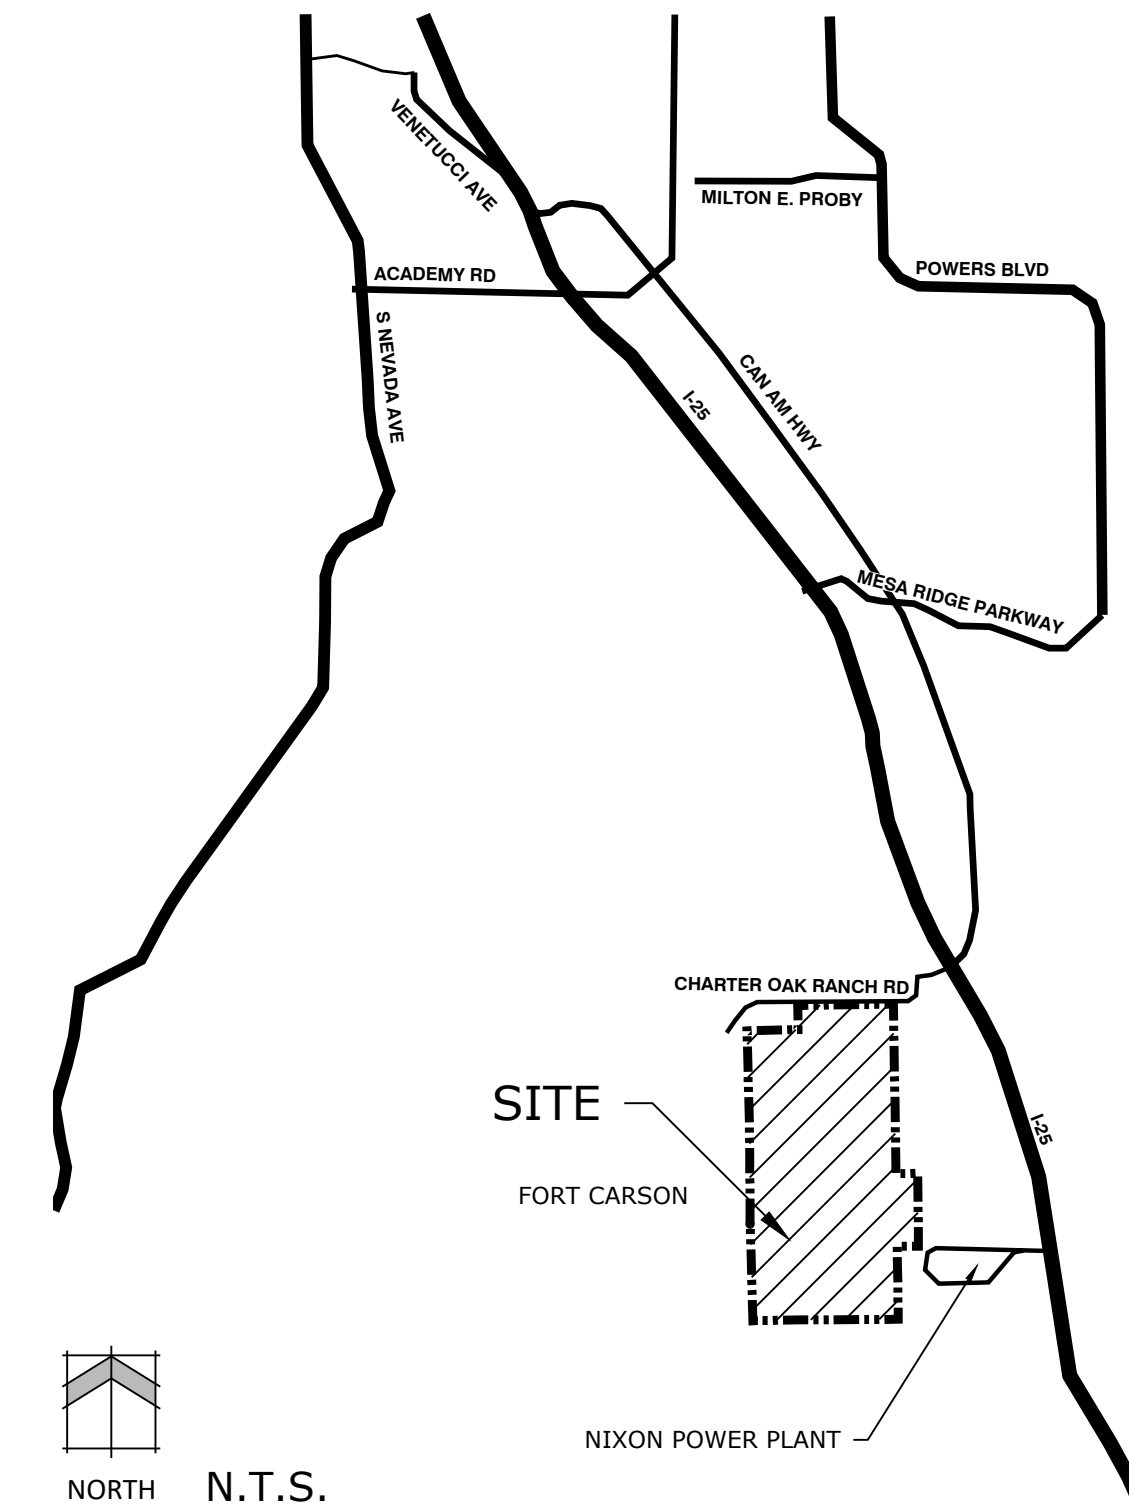 VENETUCCI AVE
MILTON E. PROBY
ACADEMY RD
POWERS BLVD
S NEVADA AVE
I-25
CAN AM HWY
MESA RIDGE PARKWAY
CHARTER OAK RANCH RD
SITE
I-25
FORT CARSON
NIXON POWER PLANT
NORTH
N.T.S.